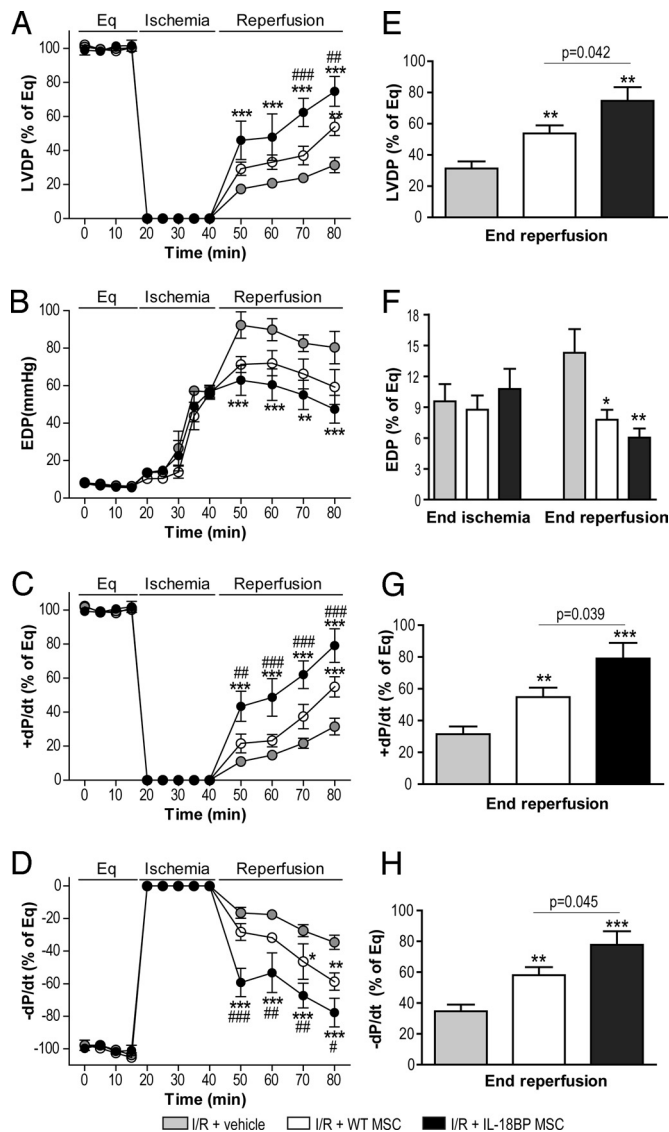 A
Eq Ischemia Reperfusion
LVDP (% of Eq)
100
80
60
40
20
0
*** *** ### *** ## *** **
0 10 20 30 40 50 60 70 80
Time (min)
E
p=0.042
LVDP (% of Eq)
100
80
60
40
20
0
** **
End reperfusion
B
Eq Ischemia Reperfusion
EDP(mmHg)
100
80
60
40
20
0
*** *** ** ***
0 10 20 30 40 50 60 70 80
Time (min)
F
EDP (% of Eq)
18
15
12
9
6
3
0
* **
End ischemia End reperfusion
C
Eq Ischemia Reperfusion
+dP/dt (% of Eq)
100
80
60
40
20
0
## *** ### *** ### *** ### *** ***
0 10 20 30 40 50 60 70 80
Time (min)
G
p=0.039
+dP/dt (% of Eq)
100
80
60
40
20
0
** ***
End reperfusion
D
Eq Ischemia Reperfusion
-dP/dt (% of Eq)
0
-20
-40
-60
-80
-100
* **
*** *** *** ***
### ## ## #
0 10 20 30 40 50 60 70 80
Time (min)
H
p=0.045
-dP/dt (% of Eq)
100
80
60
40
20
0
** ***
End reperfusion
I/R + vehicle I/R + WT MSC I/R + IL-18BP MSC